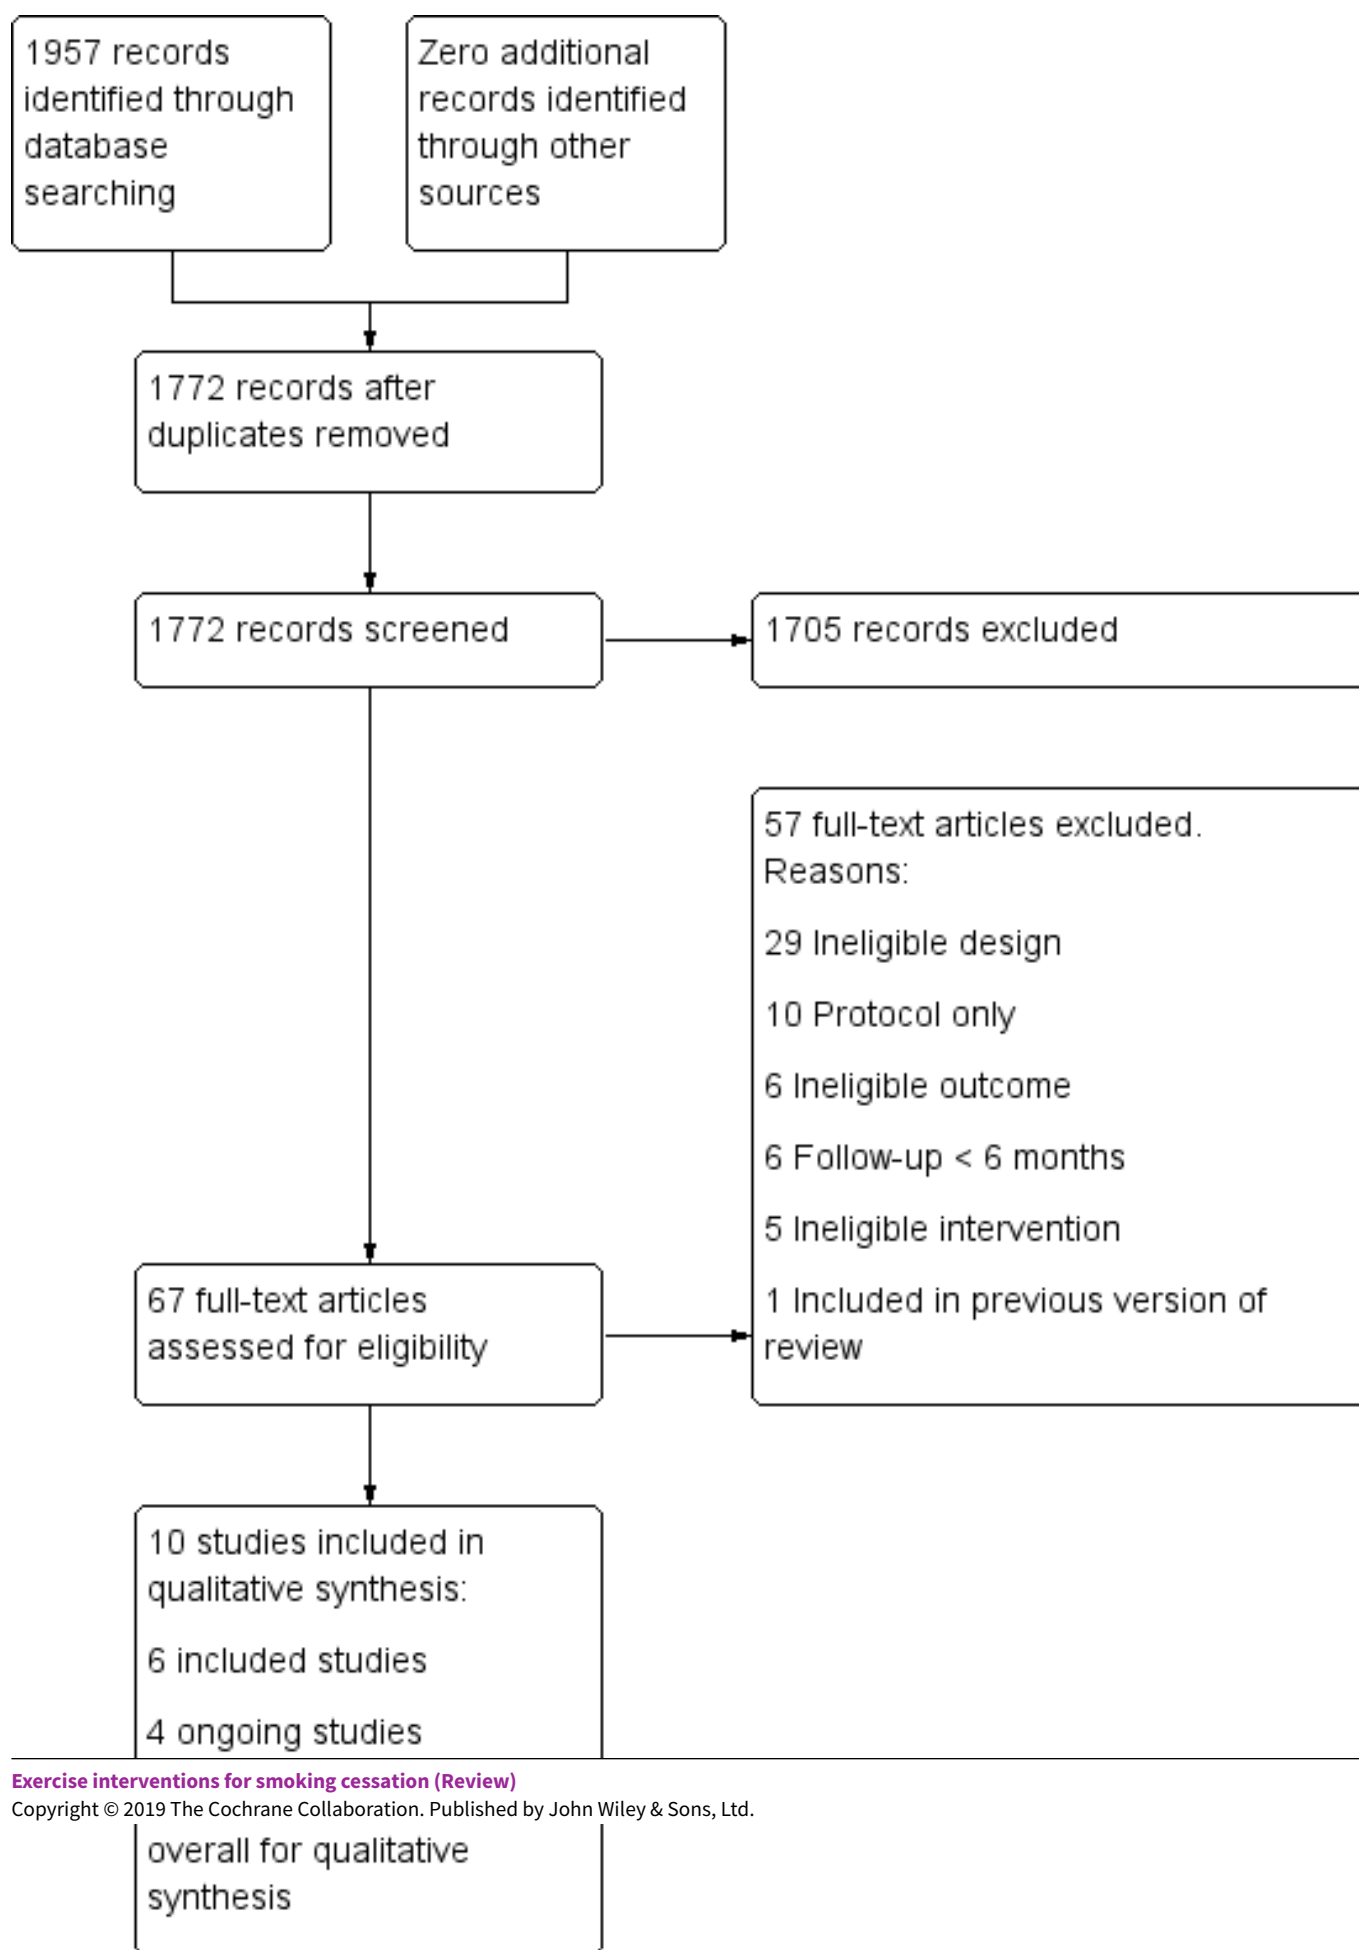 1957 records
identified through
database
searching
Zero additional
records identified
through other
sources
1772 records after
duplicates removed
1772 records screened
1705 records excluded
57 full-text articles excluded.
Reasons:
29 Ineligible design
10 Protocol only
6 Ineligible outcome
6 Follow-up < 6 months
5 Ineligible intervention
1 Included in previous version of
review
67 full-text articles
assessed for eligibility
10 studies included in
qualitative synthesis:
6 included studies
4 ongoing studies
Exercise interventions for smoking cessation (Review)
Copyright © 2019 The Cochrane Collaboration. Published by John Wiley & Sons, Ltd.
overall for qualitative
synthesis